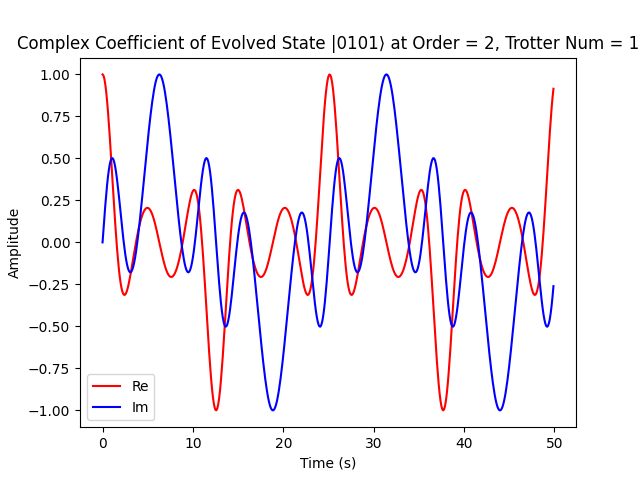 Complex Coefficient of Evolved State |0101⟩ at Order = 2, Trotter Num = 1
1.00
0.75
0.50
0.25
0.00
−0.25
−0.50
−0.75
−1.00
Amplitude
Re
Im
0 10 20 30 40 50
Time (s)